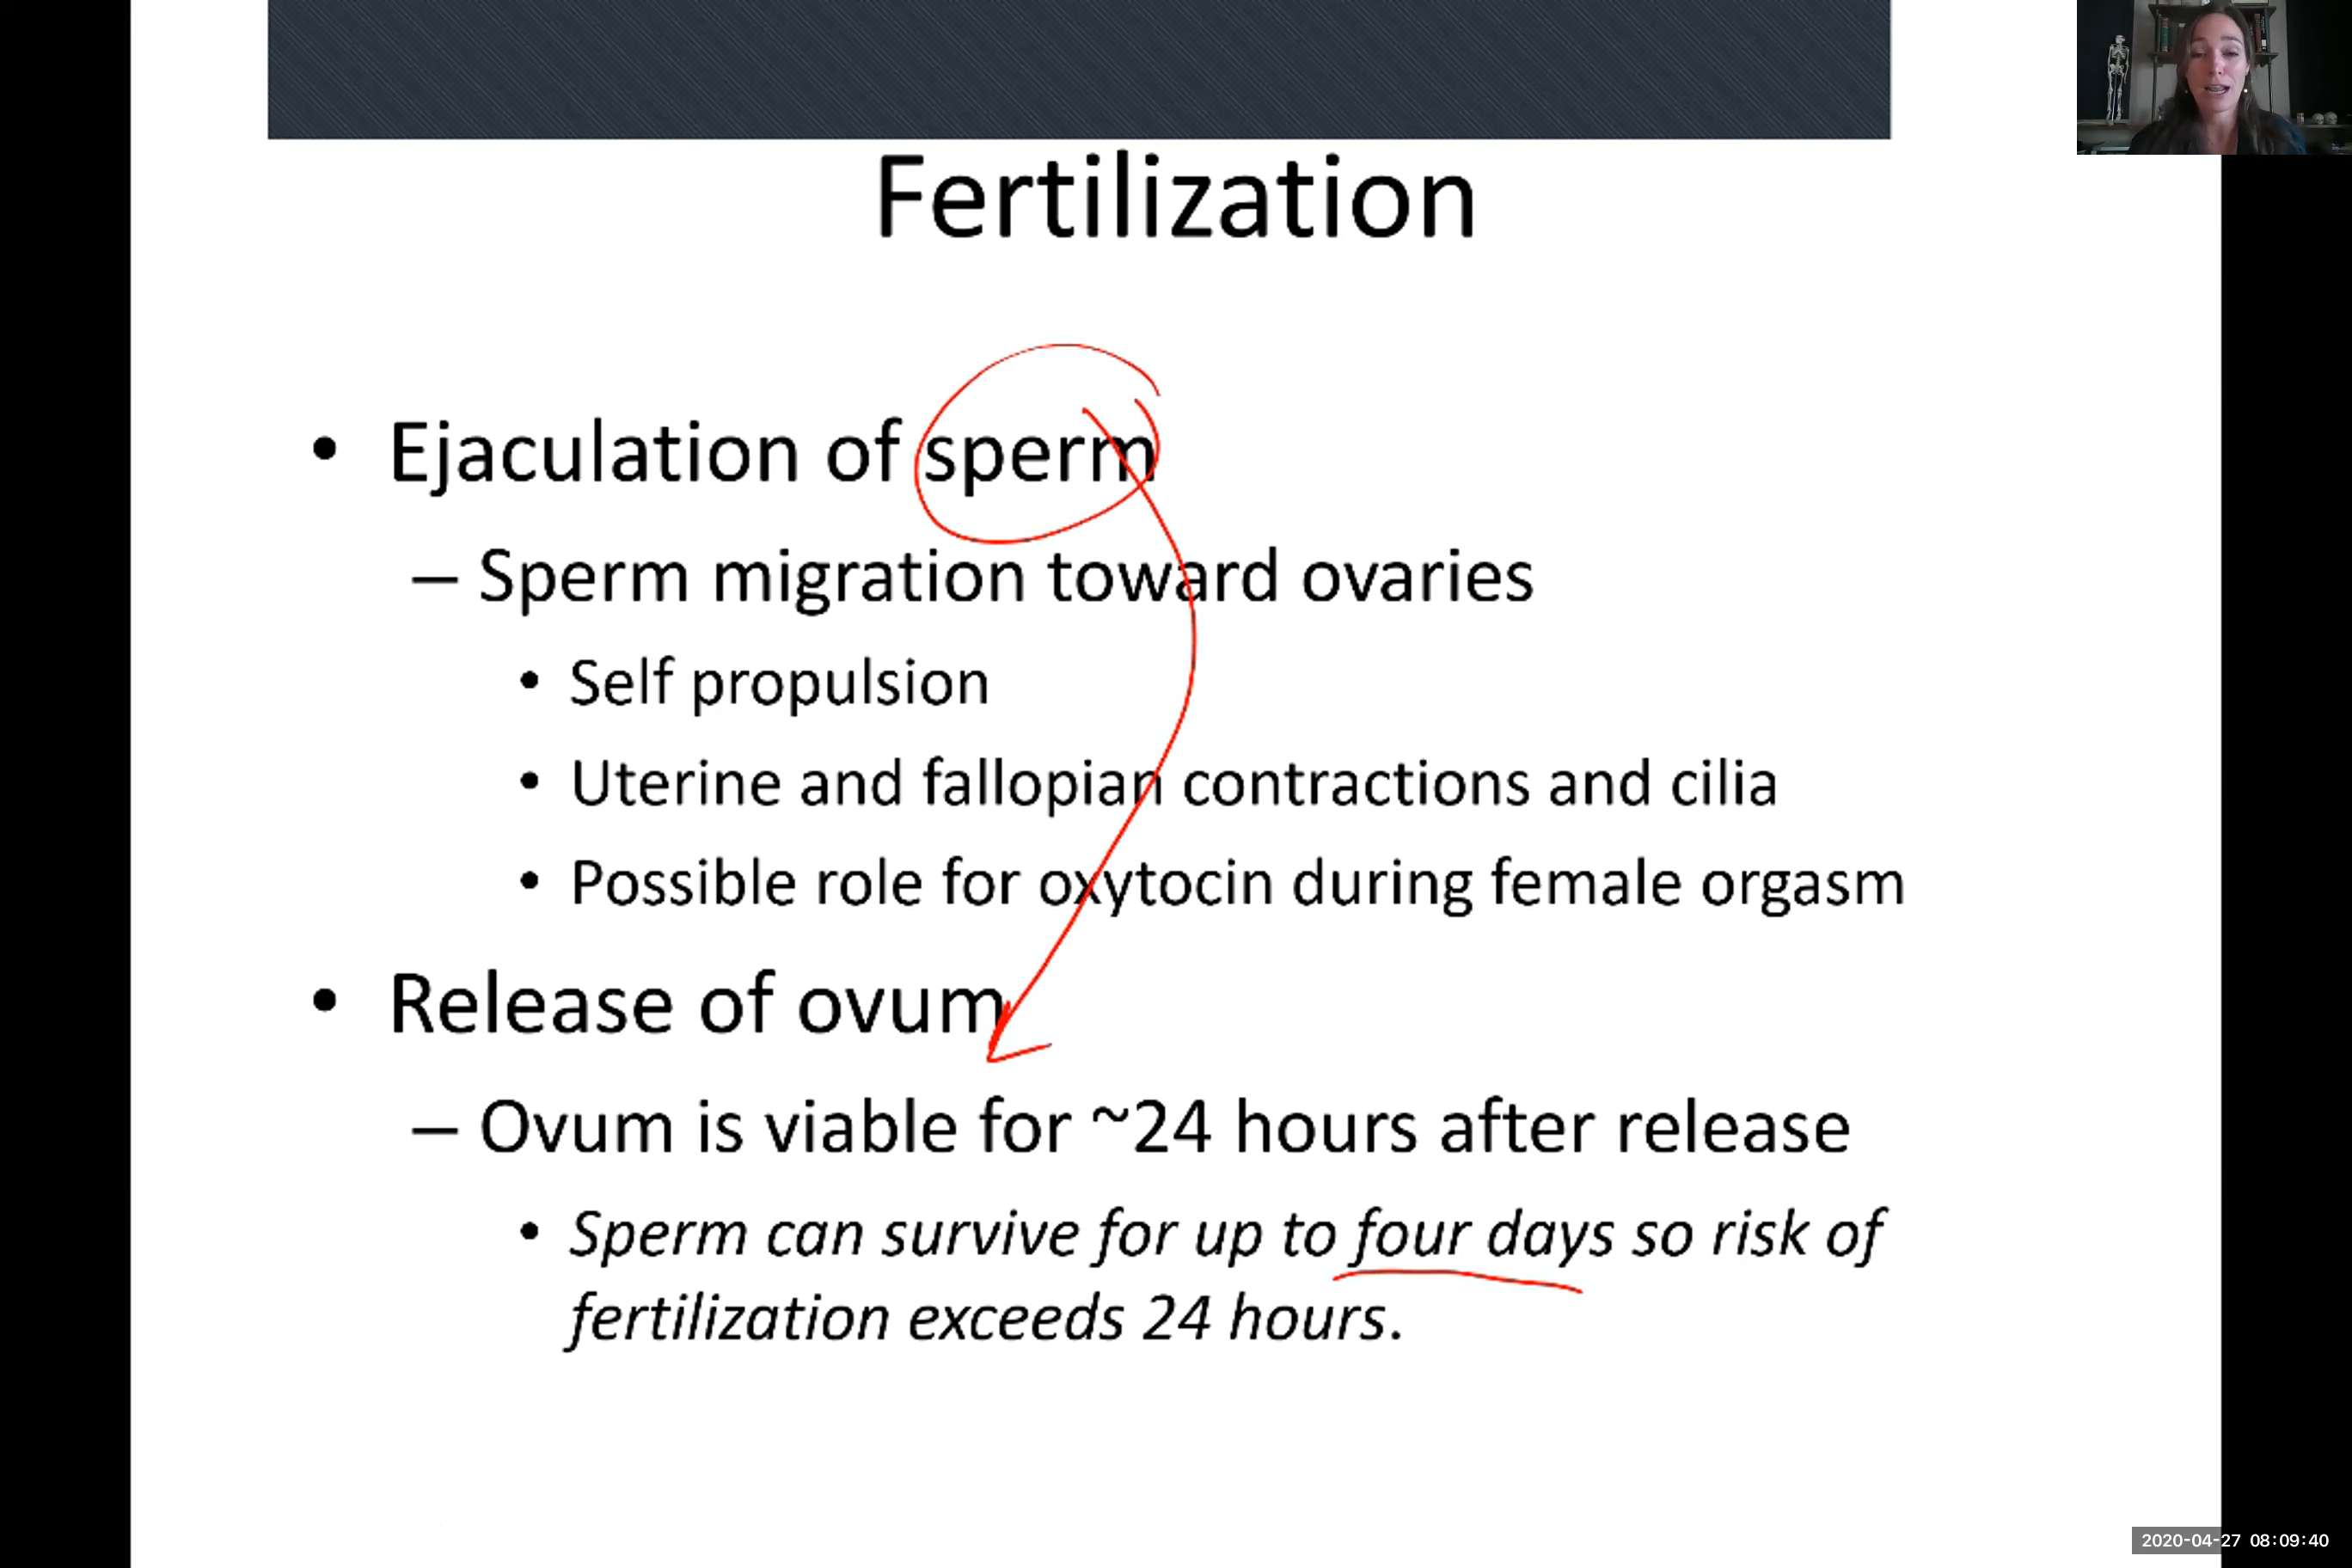 Fertilization
• Ejaculation of sperm
– Sperm migration toward ovaries
• Self propulsion
• Uterine and fallopian contractions and cilia
• Possible role for oxytocin during female orgasm
• Release of ovum
– Ovum is viable for ~24 hours after release
• Sperm can survive for up to four days so risk of
fertilization exceeds 24 hours.
2020-04-27 08:09:40